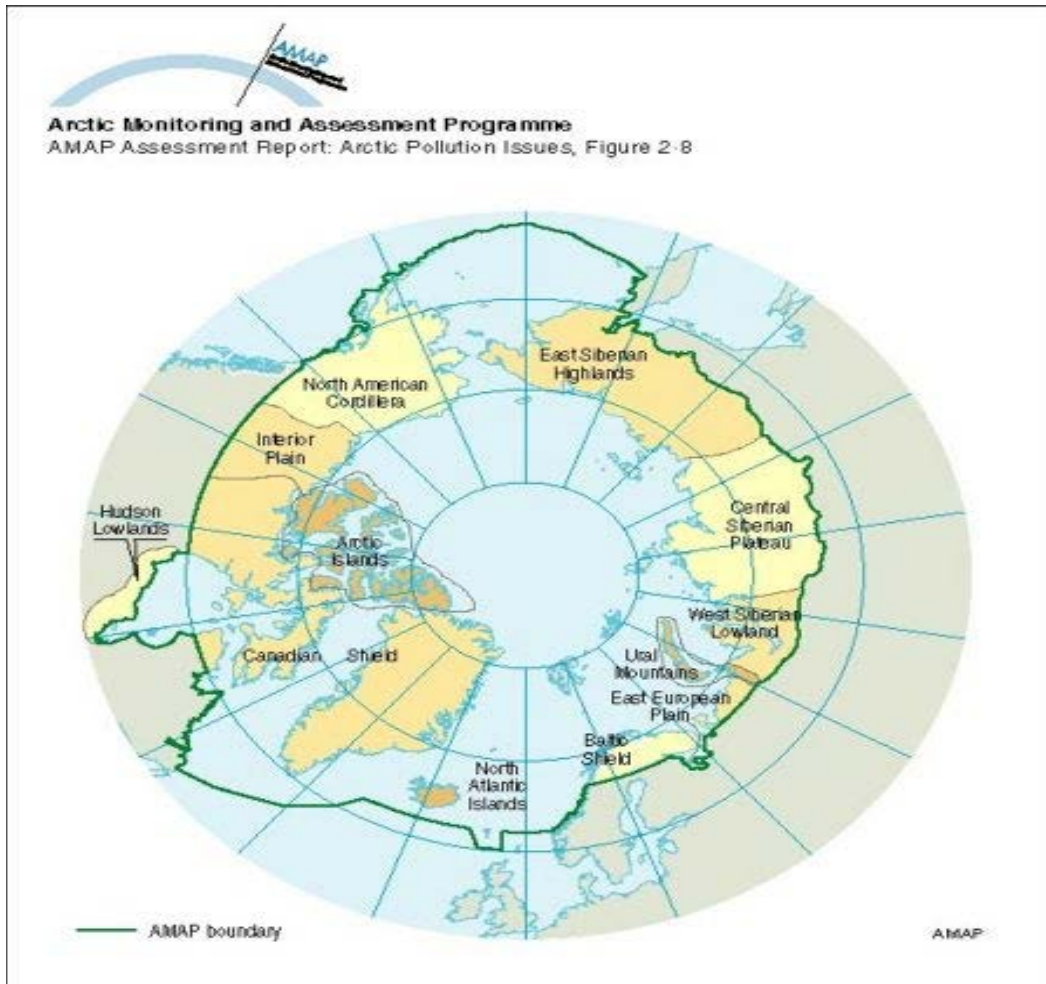 AMAP
Arctic Monitoring and Assessment Programme
AMAP Assessment Report: Arctic Pollution Issues, Figure 2·8
East Siberian
Highlands
North American
Cordillera
Interior
Plain
Hudson
Lowlands
Arctic
Islands
Central
Siberian
Plateau
West Siberian
Lowland
Canadian Shield
Ural
Mountains
East European
Plain
Baltic
Shield
North
Atlantic
Islands
AMAP boundary
AMAP